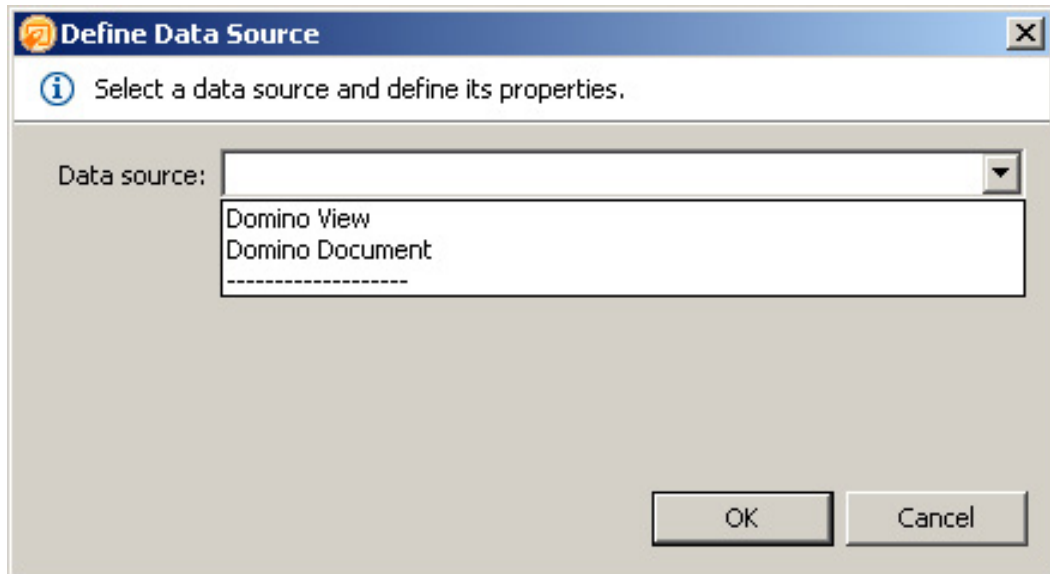 Define Data Source
Select a data source and define its properties.
Data source:
Domino View
Domino Document
-------------------
OK Cancel